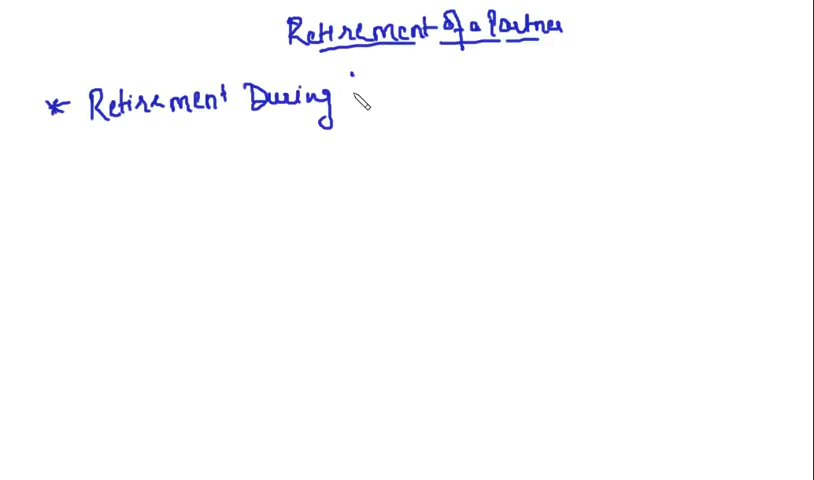 Retirement of a Partner
* Retirement During